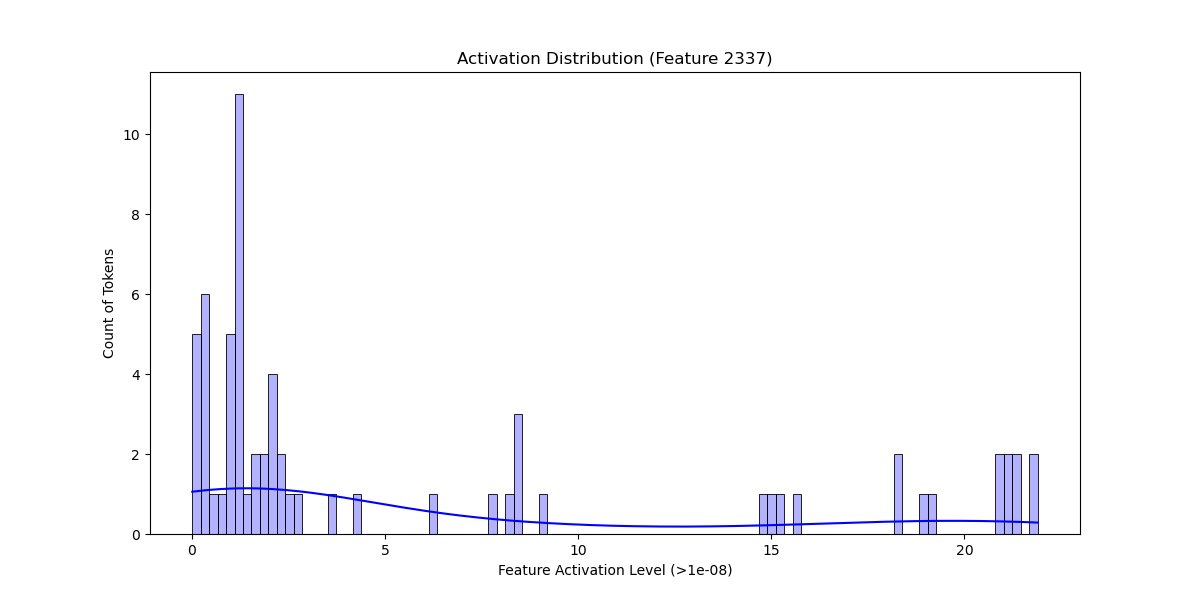 Activation Distribution (Feature 2337)
Count of Tokens
10
8
6
4
2
0
0 5 10 15 20
Feature Activation Level (>1e-08)